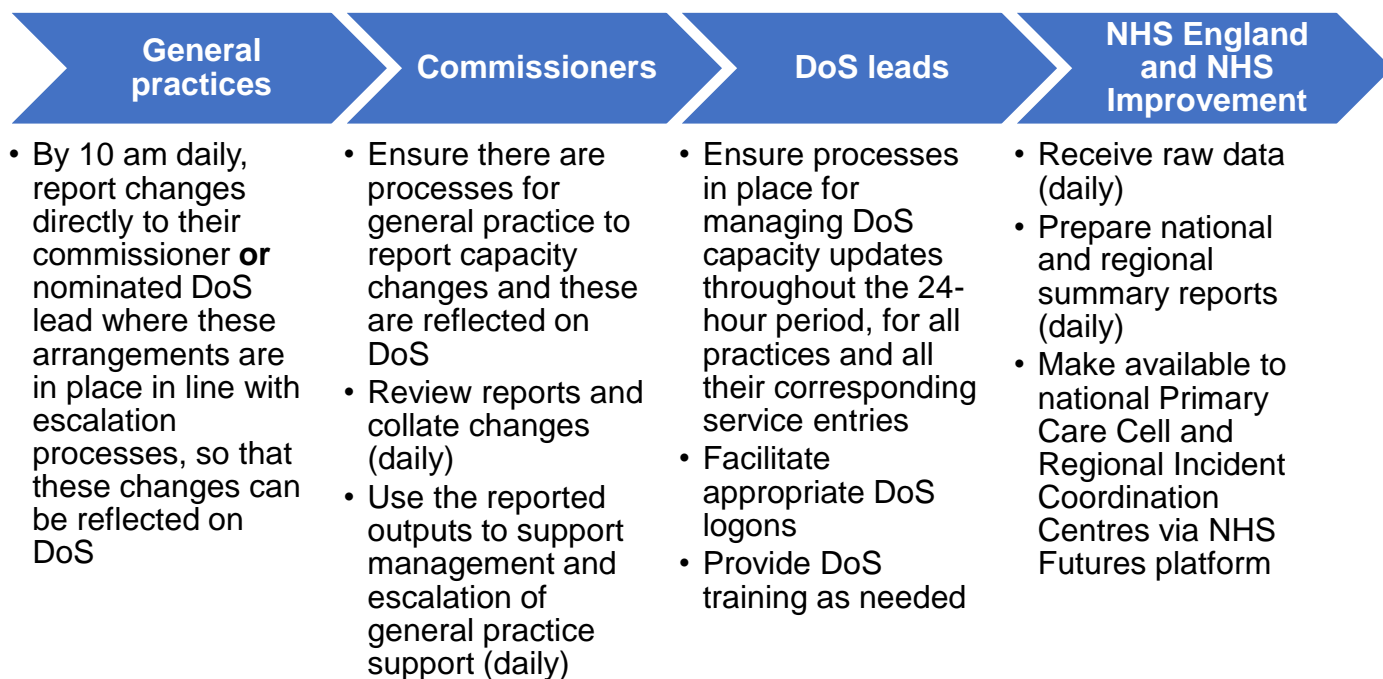 General
practices
• By 10 am daily,
report changes
directly to their
commissioner or
nominated DoS
lead where these
arrangements are
in place in line with
escalation
processes, so that
these changes can
be reflected on
DoS
Commissioners
• Ensure there are
processes for
general practice to
report capacity
changes and these
are reflected on
DoS
• Review reports and
collate changes
(daily)
• Use the reported
outputs to support
management and
escalation of
general practice
support (daily)
DoS leads
• Ensure processes
in place for
managing DoS
capacity updates
throughout the 24-
hour period, for all
practices and all
their corresponding
service entries
• Facilitate
appropriate DoS
logons
• Provide DoS
training as needed
NHS England
and NHS
Improvement
• Receive raw data
(daily)
• Prepare national
and regional
summary reports
(daily)
• Make available to
national Primary
Care Cell and
Regional Incident
Coordination
Centres via NHS
Futures platform